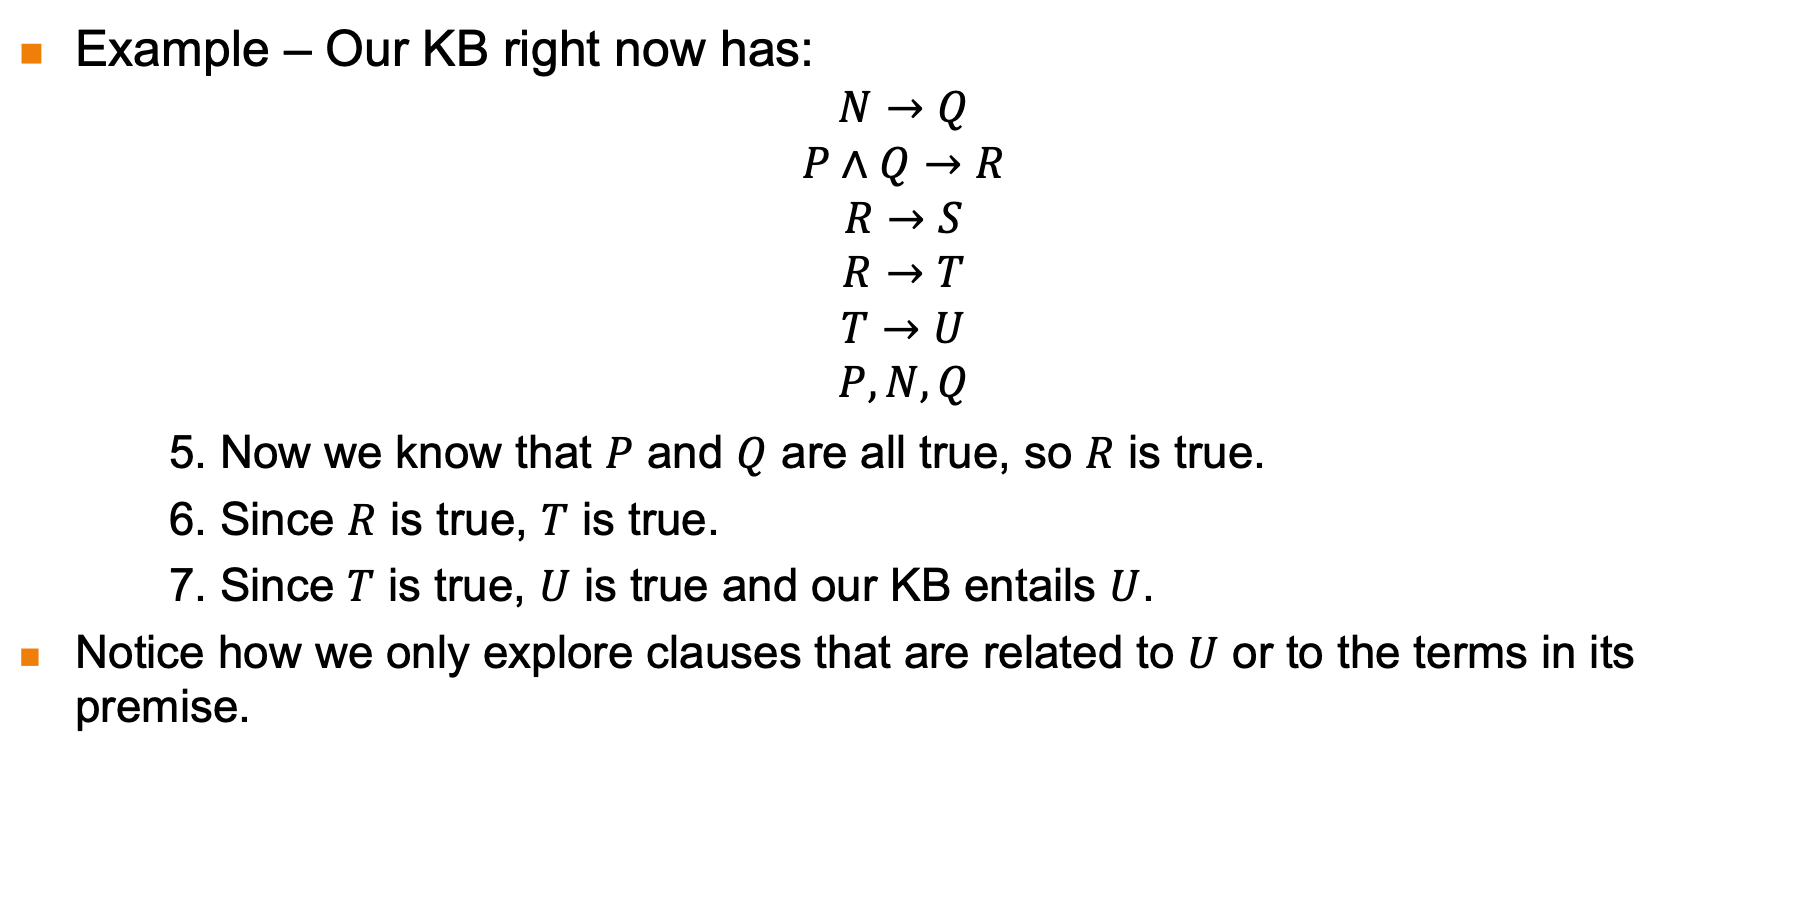 ■ Example – Our KB right now has:
N → Q
P ∧ Q → R
R → S
R → T
T → U
P, N, Q
5. Now we know that P and Q are all true, so R is true.
6. Since R is true, T is true.
7. Since T is true, U is true and our KB entails U.
■ Notice how we only explore clauses that are related to U or to the terms in its
premise.